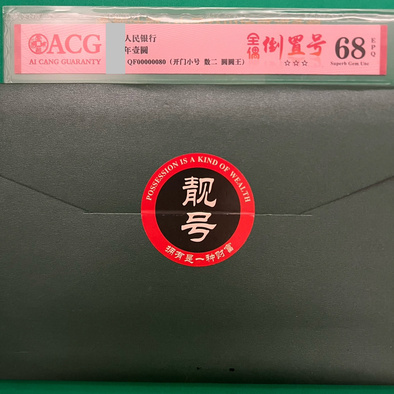 ACG
AI CANG GUARANTY
人民银行
年壹圆
QF00000080（开门小号 数二 圆圆王）
全偶
倒置号
☆☆☆
68
EPQ
Superb Gem Unc
POSSESSION IS A KIND OF WEALTH
靓号
拥有是一种财富